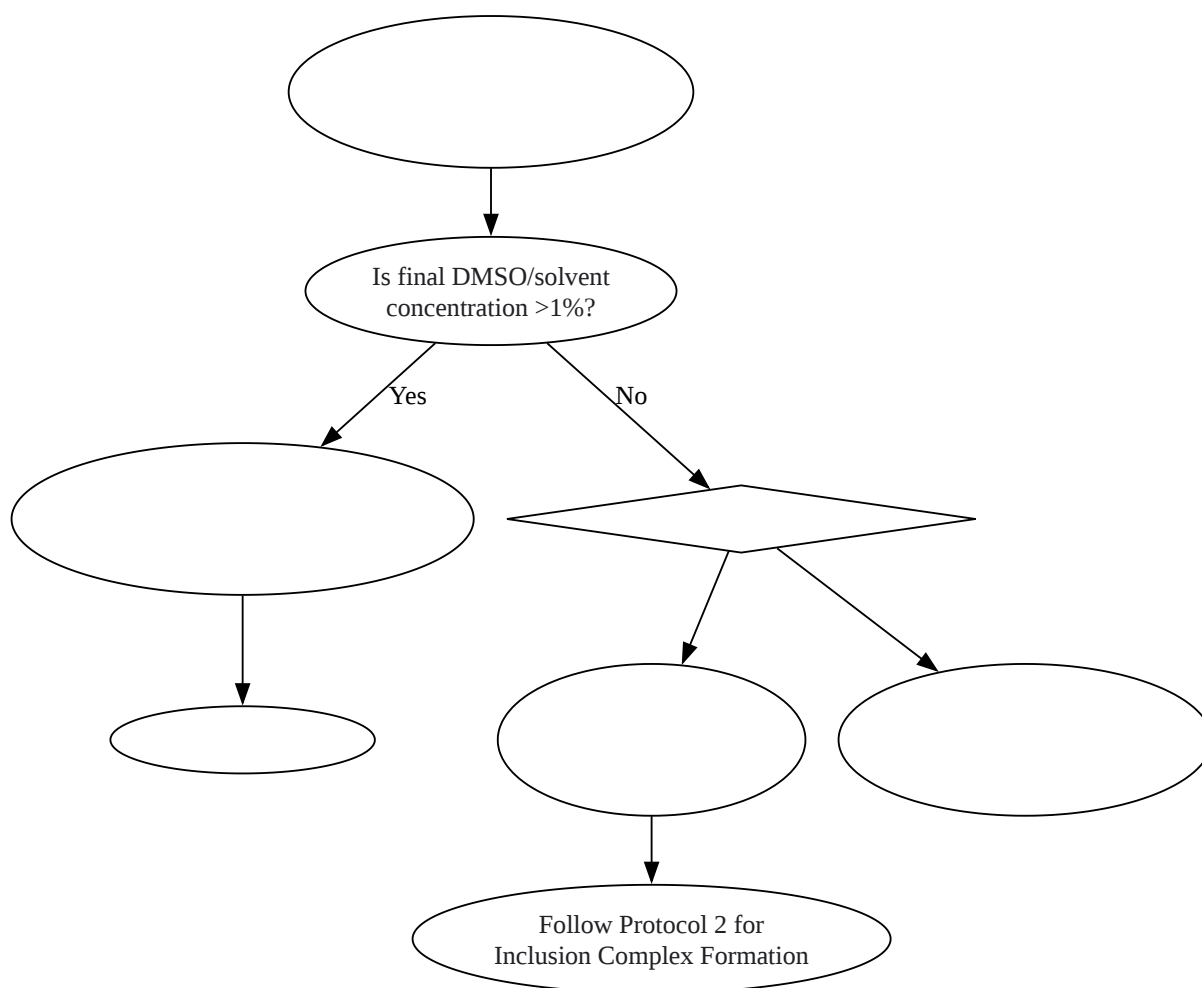 Is final DMSO/solvent
concentration >1%?
Yes
No
Follow Protocol 2 for
Inclusion Complex Formation